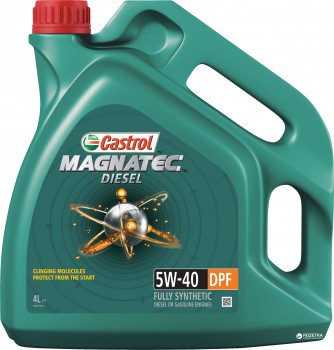 Castrol
MAGNATEC
DIESEL
CLINGING MOLECULES
PROTECT FROM THE START
5W-40 DPF
FULLY SYNTHETIC
DIESEL OR GASOLINE ENGINES
4L
ROZETKA